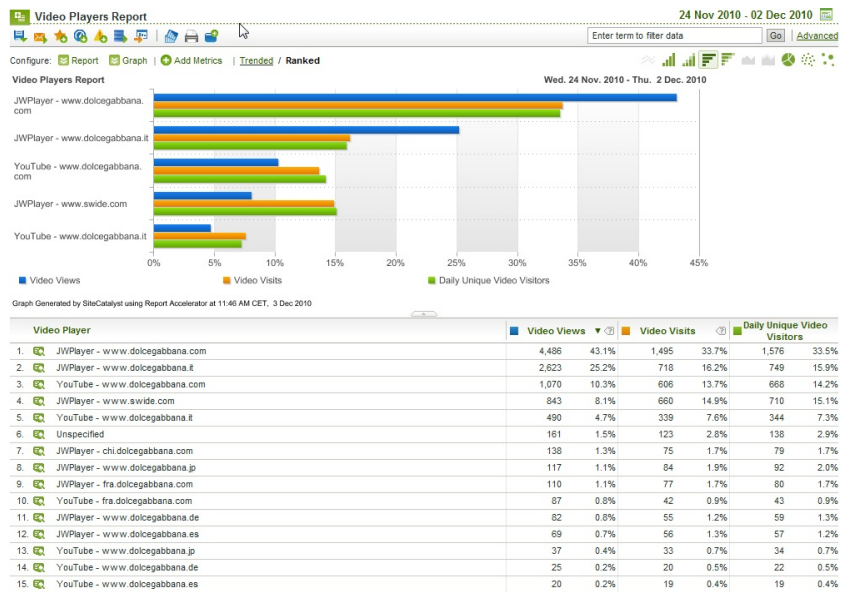 Video Players Report
24 Nov 2010 - 02 Dec 2010
Enter term to filter data Go | Advanced
Configure: Report Graph | Add Metrics | Trended / Ranked
Video Players Report Wed. 24 Nov. 2010 - Thu. 2 Dec. 2010
JWPlayer - www.dolcegabbana.
com
JWPlayer - www.dolcegabbana.it
YouTube - www.dolcegabbana.
com
JWPlayer - www.swide.com
YouTube - www.dolcegabbana.it
0% 5% 10% 15% 20% 25% 30% 35% 40% 45%
Video Views Video Visits Daily Unique Video Visitors
Graph Generated by SiteCatalyst using Report Accelerator at 11:46 AM CET, 3 Dec 2010
Video Player Video Views Video Visits Daily Unique Video
Visitors
1. JWPlayer - www.dolcegabbana.com 4,486 43.1% 1,495 33.7% 1,576 33.5%
2. JWPlayer - www.dolcegabbana.it 2,623 25.2% 718 16.2% 749 15.9%
3. YouTube - www.dolcegabbana.com 1,070 10.3% 606 13.7% 668 14.2%
4. JWPlayer - www.swide.com 843 8.1% 660 14.9% 710 15.1%
5. YouTube - www.dolcegabbana.it 490 4.7% 339 7.6% 344 7.3%
6. Unspecified 161 1.5% 123 2.8% 138 2.9%
7. JWPlayer - chi.dolcegabbana.com 138 1.3% 75 1.7% 79 1.7%
8. JWPlayer - www.dolcegabbana.jp 117 1.1% 84 1.9% 92 2.0%
9. JWPlayer - fra.dolcegabbana.com 110 1.1% 77 1.7% 80 1.7%
10. YouTube - fra.dolcegabbana.com 87 0.8% 42 0.9% 43 0.9%
11. JWPlayer - www.dolcegabbana.de 82 0.8% 55 1.2% 59 1.3%
12. JWPlayer - www.dolcegabbana.es 69 0.7% 56 1.3% 57 1.2%
13. YouTube - www.dolcegabbana.jp 37 0.4% 33 0.7% 34 0.7%
14. YouTube - www.dolcegabbana.de 25 0.2% 20 0.5% 22 0.5%
15. YouTube - www.dolcegabbana.es 20 0.2% 19 0.4% 19 0.4%